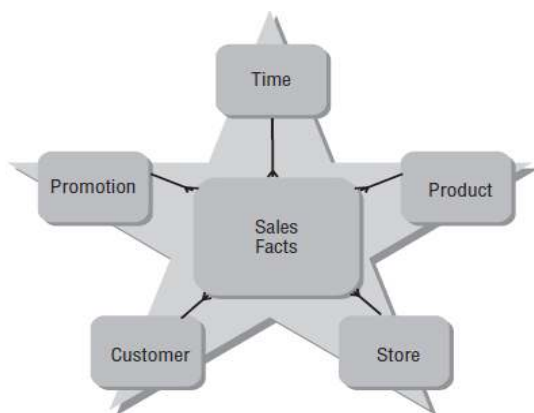 Time
Promotion
Product
Sales
Facts
Customer
Store